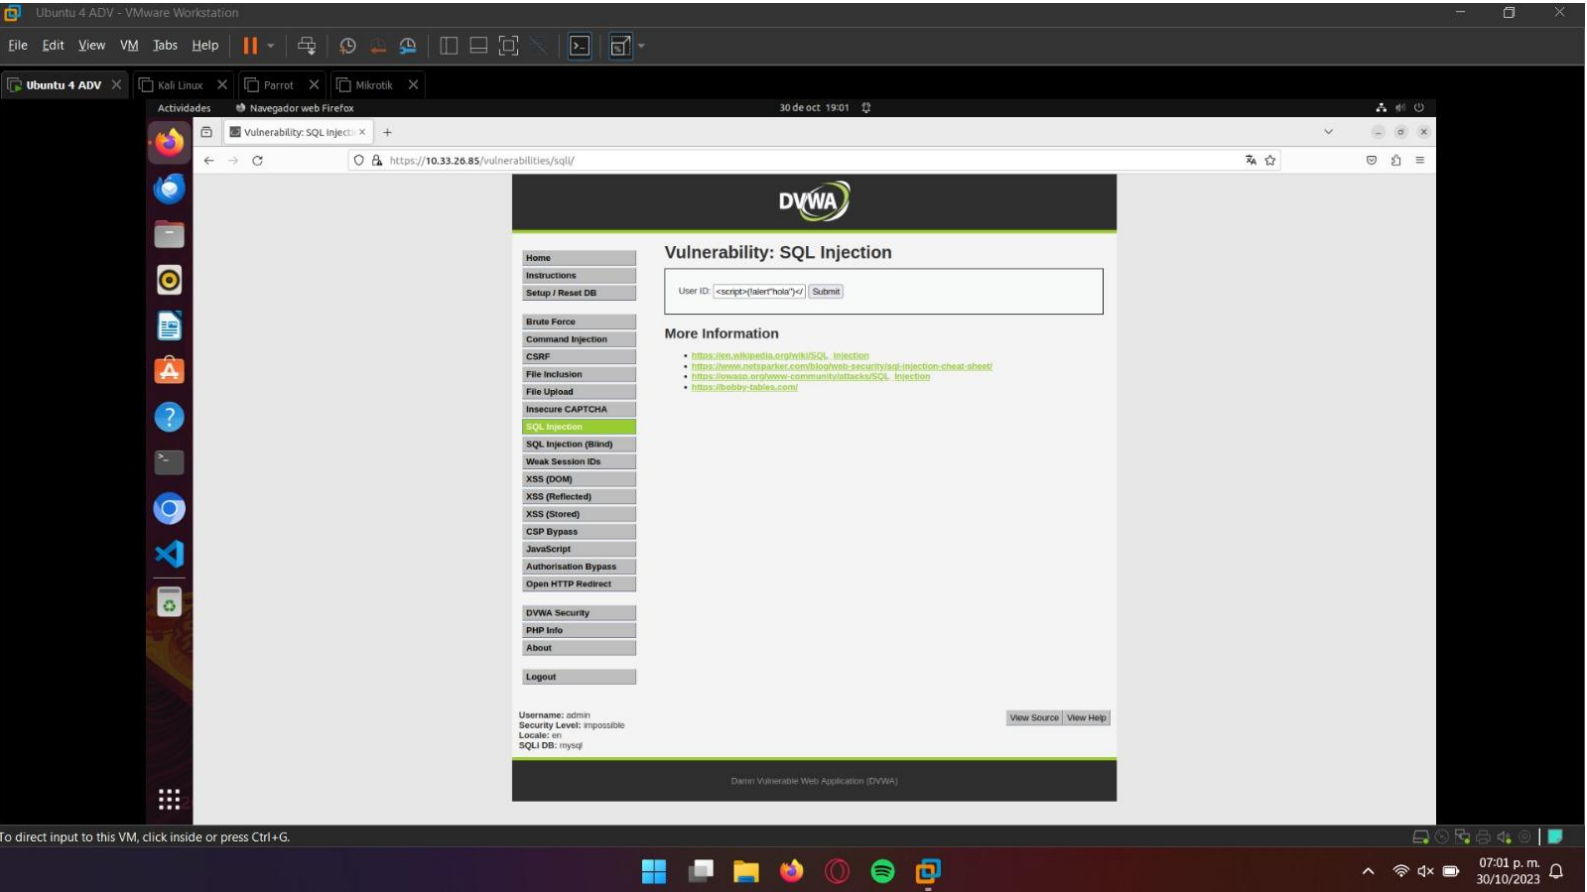 Ubuntu 4 ADV - VMware Workstation
File Edit View VM Tabs Help
Ubuntu 4 ADV Kali Linux Parrot Mikrotik
Actividades Navegador web Firefox 30 de oct 19:01
Vulnerability: SQL Injecti
https://10.33.26.85/vulnerabilities/sqli/
DVWA
Home
Instructions
Setup / Reset DB
Brute Force
Command Injection
CSRF
File Inclusion
File Upload
Insecure CAPTCHA
SQL Injection
SQL Injection (Blind)
Weak Session IDs
XSS (DOM)
XSS (Reflected)
XSS (Stored)
CSP Bypass
JavaScript
Authorisation Bypass
Open HTTP Redirect
DVWA Security
PHP Info
About
Logout
Vulnerability: SQL Injection
User ID: <script>(!alert"hola")</ Submit
More Information
https://en.wikipedia.org/wiki/SQL_injection
https://www.netsparker.com/blog/web-security/sql-injection-cheat-sheet/
https://owasp.org/www-community/attacks/SQL_Injection
https://bobby-tables.com/
Username: admin
Security Level: impossible
Locale: en
SQLi DB: mysql
View Source View Help
Damn Vulnerable Web Application (DVWA)
To direct input to this VM, click inside or press Ctrl+G.
07:01 p. m.
30/10/2023